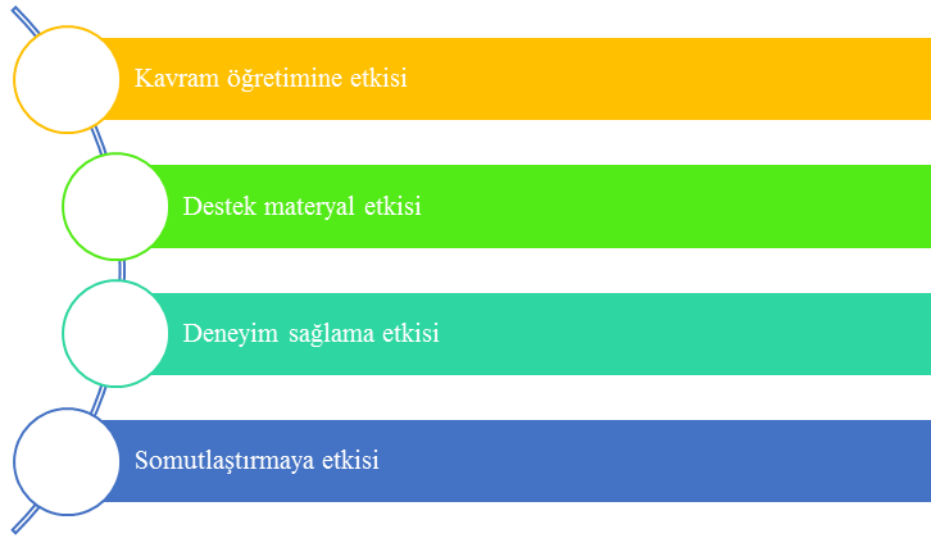 Kavram öğretimine etkisi
Destek materyal etkisi
Deneyim sağlama etkisi
Somutlaştırmaya etkisi